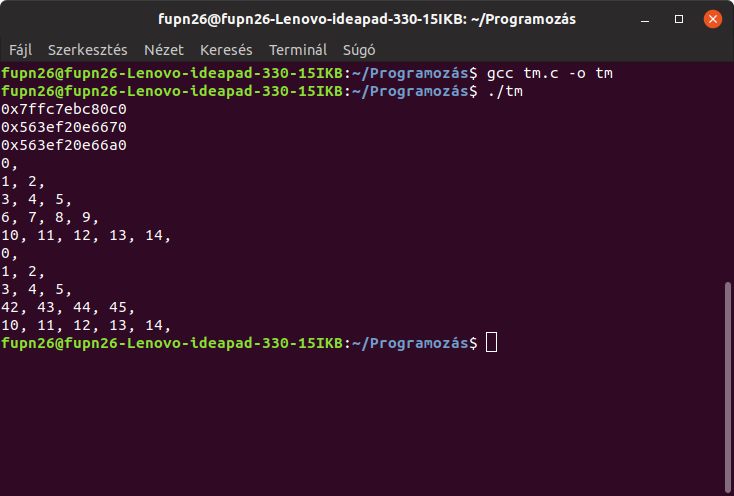 fupn26@fupn26-Lenovo-ideapad-330-15IKB: ~/Programozás
Fájl Szerkesztés Nézet Keresés Terminál Súgó
fupn26@fupn26-Lenovo-ideapad-330-15IKB:~/Programozás$ gcc tm.c -o tm
fupn26@fupn26-Lenovo-ideapad-330-15IKB:~/Programozás$ ./tm
0x7ffc7ebc80c0
0x563ef20e6670
0x563ef20e66a0
0,
1, 2,
3, 4, 5,
6, 7, 8, 9,
10, 11, 12, 13, 14,
0,
1, 2,
3, 4, 5,
42, 43, 44, 45,
10, 11, 12, 13, 14,
fupn26@fupn26-Lenovo-ideapad-330-15IKB:~/Programozás$